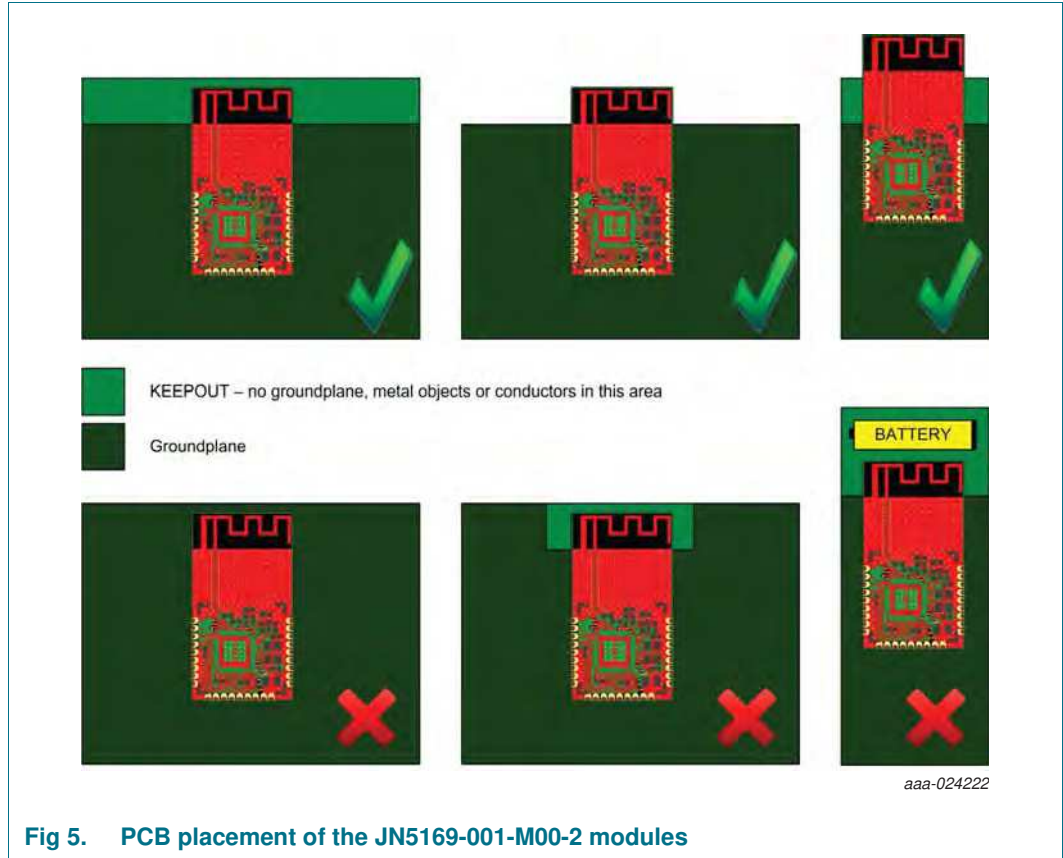 KEEPOUT – no groundplane, metal objects or conductors in this area
Groundplane
BATTERY
aaa-024222
Fig 5. PCB placement of the JN5169-001-M00-2 modules